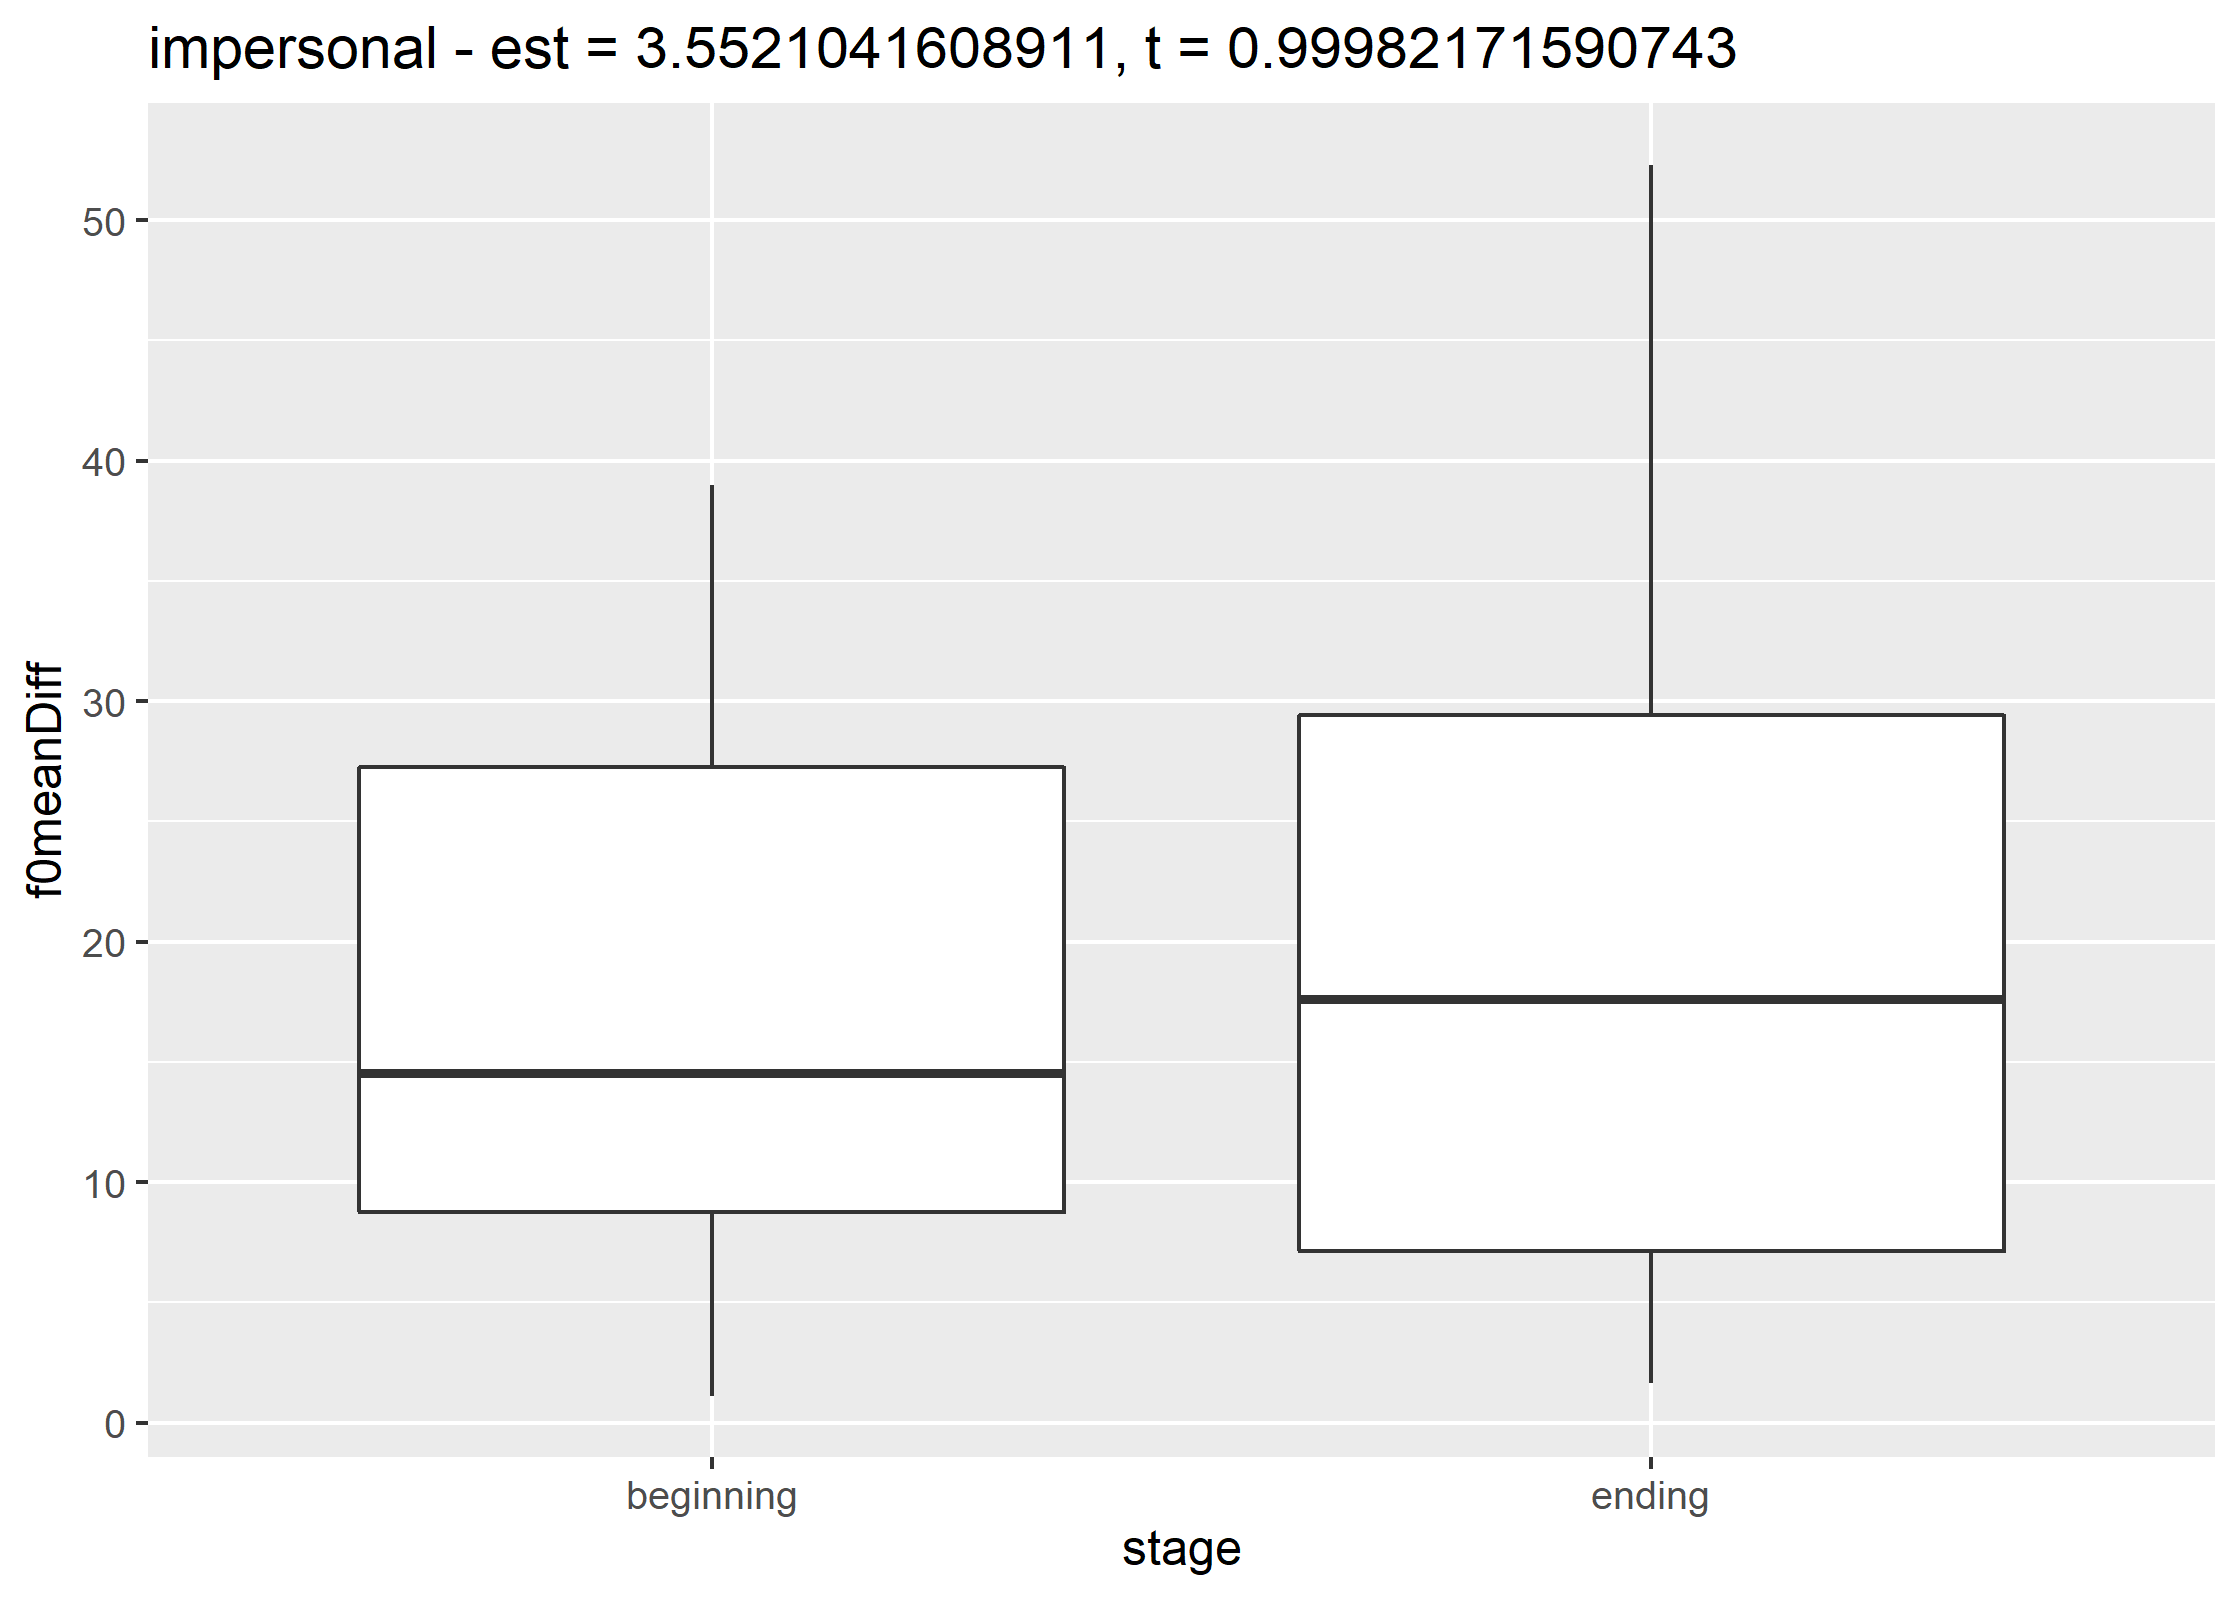 impersonal - est = 3.5521041608911, t = 0.99982171590743
f0meanDiff
50
40
30
20
10
0
beginning
ending
stage